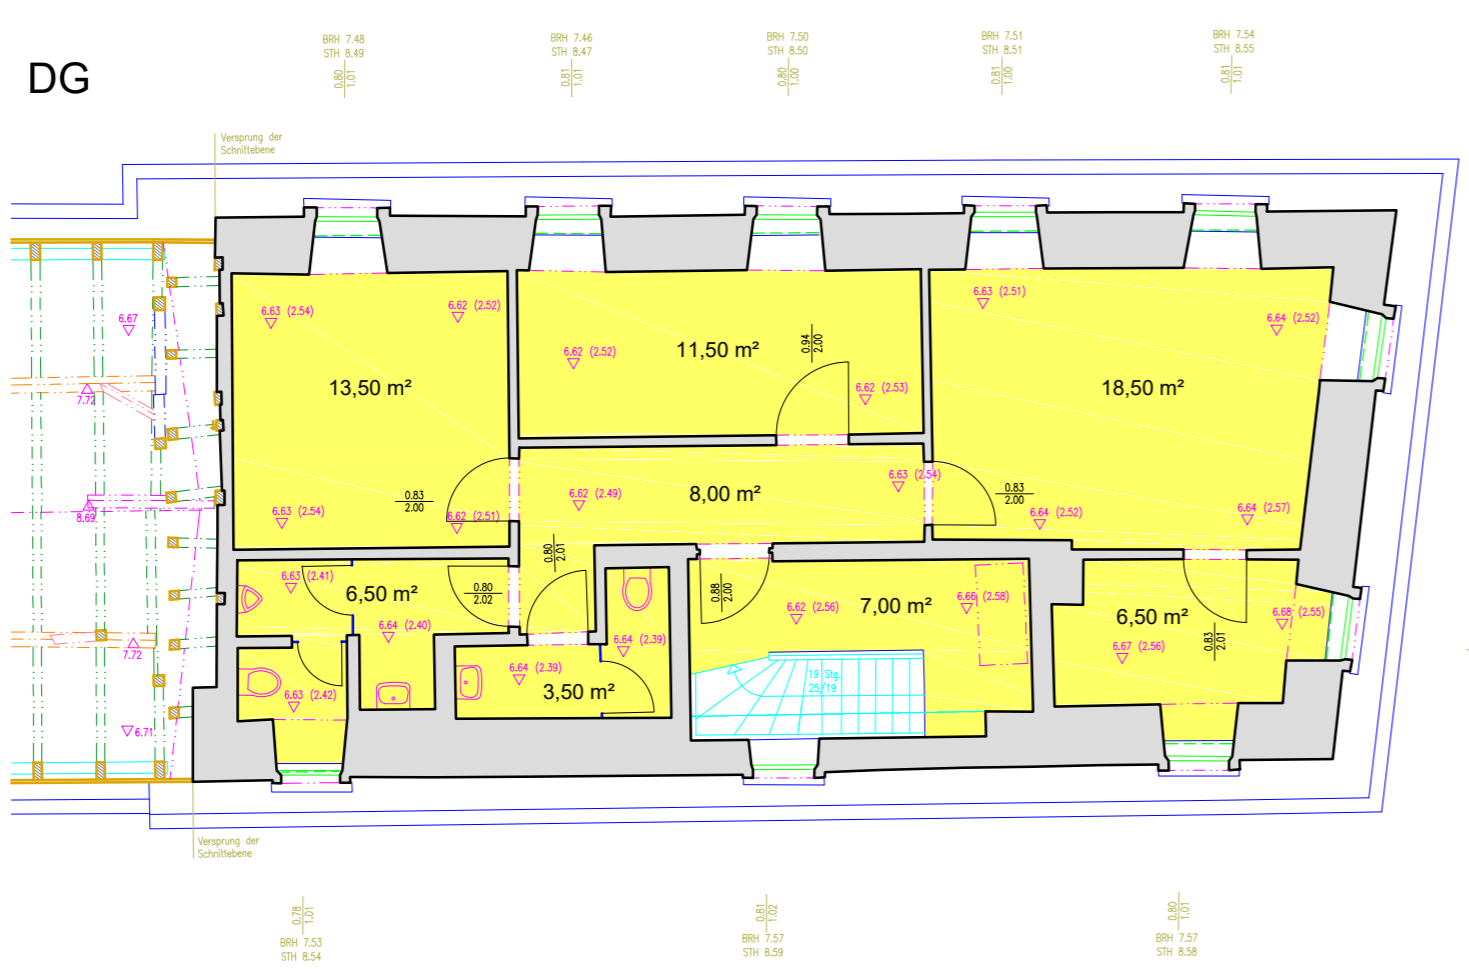 BRH 7.48
STH 8.49
0.80
1.01
BRH 7.46
STH 8.47
0.81
1.01
BRH 7.50
STH 8.50
0.80
1.00
BRH 7.51
STH 8.51
0.81
1.00
BRH 7.54
STH 8.55
0.81
1.01
DG
Versprung der
Schnittebene
6.67
7.72
8.69
7.72
6.71
6.63 (2.54)
6.62 (2.52)
13,50 m²
0.83
2.00
6.63 (2.54)
6.62 (2.51)
6.62 (2.52)
11,50 m²
0.94
2.00
6.62 (2.53)
6.63 (2.51)
6.64 (2.52)
18,50 m²
0.83
2.00
6.64 (2.52)
6.64 (2.57)
6.62 (2.49)
8,00 m²
6.63 (2.54)
0.80
2.01
6.63 (2.41)
6,50 m²
0.80
2.02
6.64 (2.40)
6.63 (2.42)
6.64 (2.39)
6.64 (2.39)
3,50 m²
0.88
2.00
6.62 (2.56)
7,00 m²
6.66 (2.58)
19 Stg.
25/19
6,50 m²
6.68 (2.55)
6.67 (2.56)
0.83
2.01
Versprung der
Schnittebene
0.78
1.01
BRH 7.53
STH 8.54
0.81
1.02
BRH 7.57
STH 8.59
0.80
1.01
BRH 7.57
STH 8.58